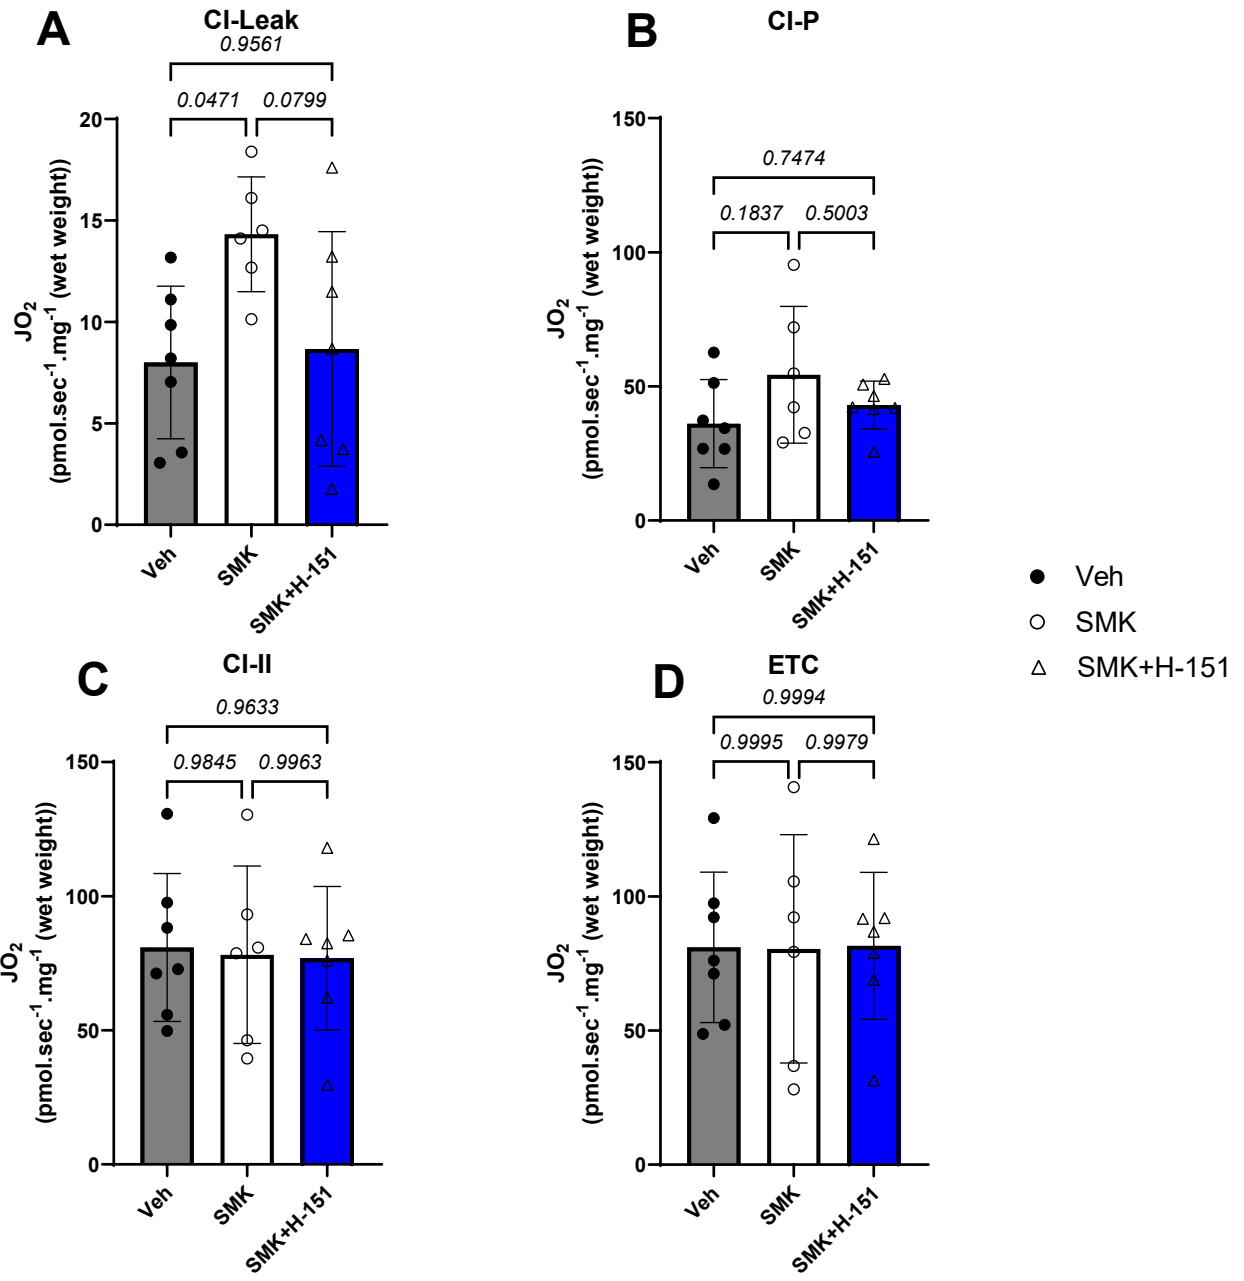 A
CI-Leak
0.9561
0.0471
0.0799
20
15
10
5
0
JO2
(pmol.sec-1.mg-1 (wet weight))
Veh
SMK
SMK+H-151
B
CI-P
0.7474
0.1837
0.5003
150
100
50
0
JO2
(pmol.sec-1.mg-1 (wet weight))
Veh
SMK
SMK+H-151
Veh
SMK
SMK+H-151
C
CI-II
0.9633
0.9845
0.9963
150
100
50
0
JO2
(pmol.sec-1.mg-1 (wet weight))
Veh
SMK
SMK+H-151
D
ETC
0.9994
0.9995
0.9979
150
100
50
0
JO2
(pmol.sec-1.mg-1 (wet weight))
Veh
SMK
SMK+H-151